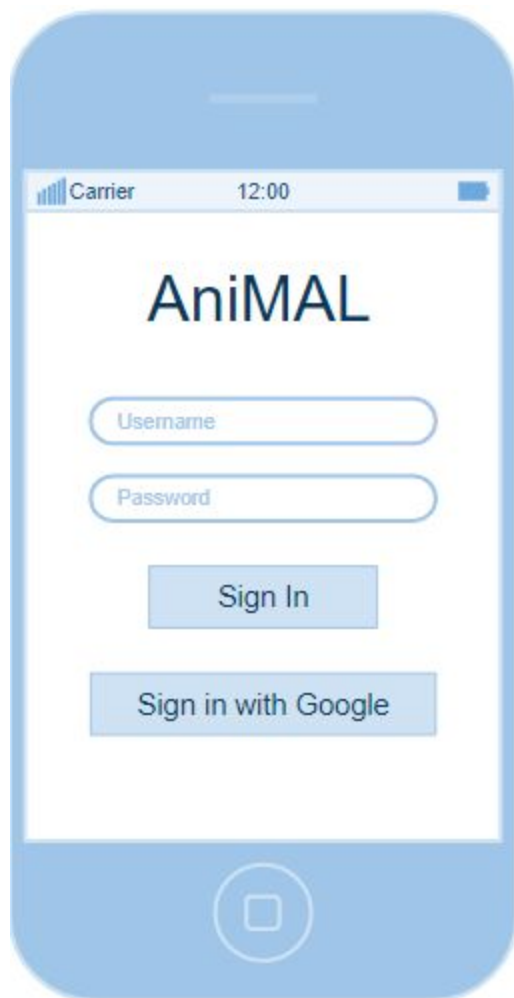 Carrier 12:00
AniMAL
Username
Password
Sign In
Sign in with Google